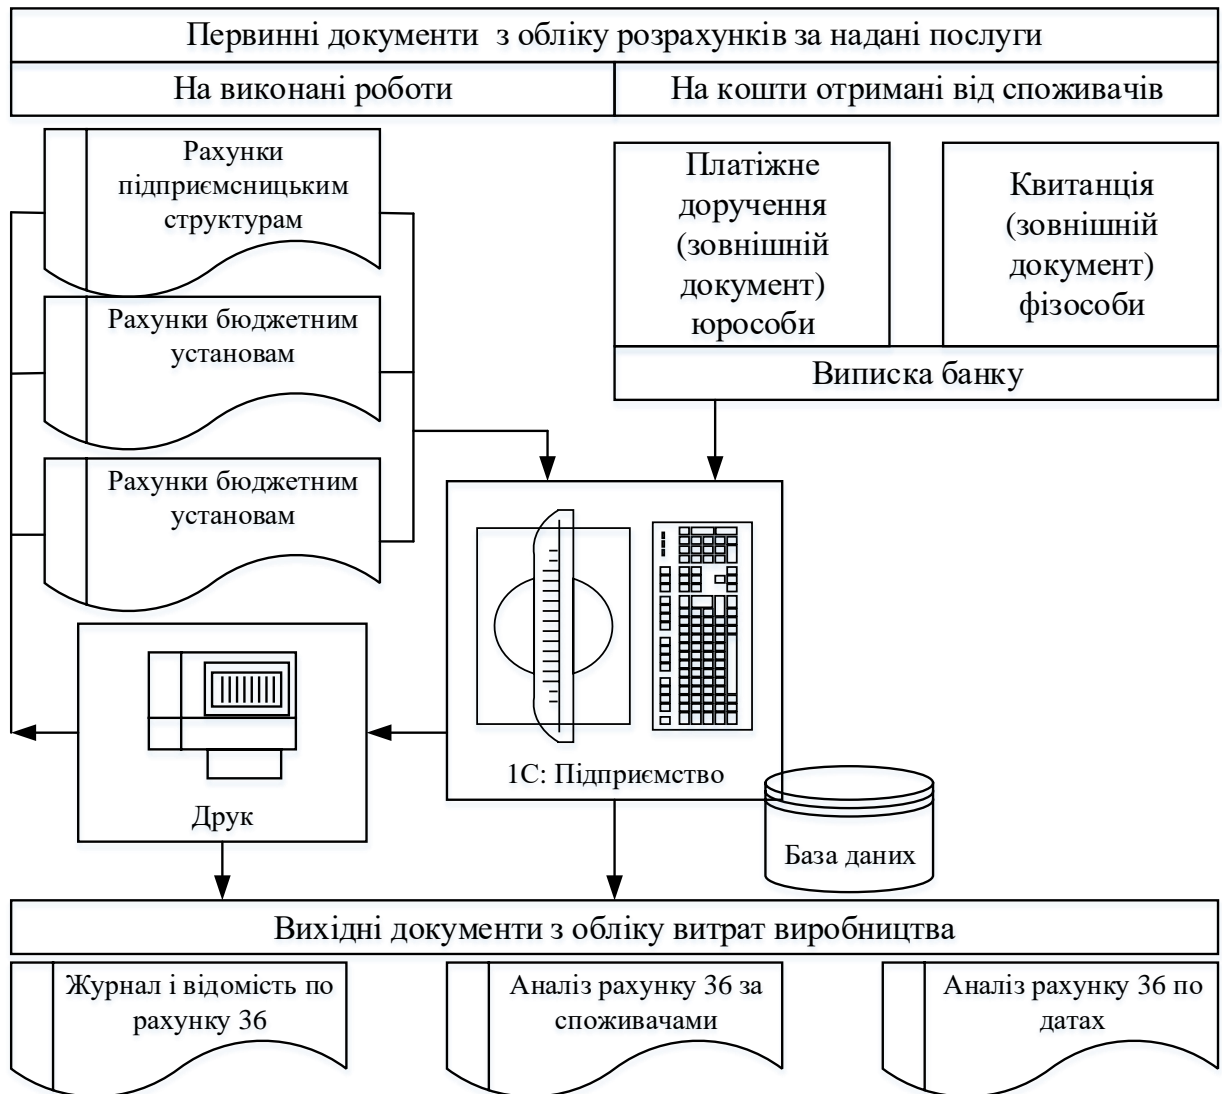 Первинні документи  з обліку розрахунків за надані послуги
На виконані роботи
На кошти отримані від споживачів
Рахунки
підприємсницьким
структурам
Рахунки бюджетним
установам
Рахунки бюджетним
установам
Платіжне
доручення
(зовнішній
документ)
юрособи
Квитанція
(зовнішній
документ)
фізособи
Виписка банку
1С: Підприємство
База даних
Друк
Вихідні документи з обліку витрат виробництва
Журнал і відомість по
рахунку 36
Аналіз рахунку 36 за
споживачами
Аналіз рахунку 36 по
датах